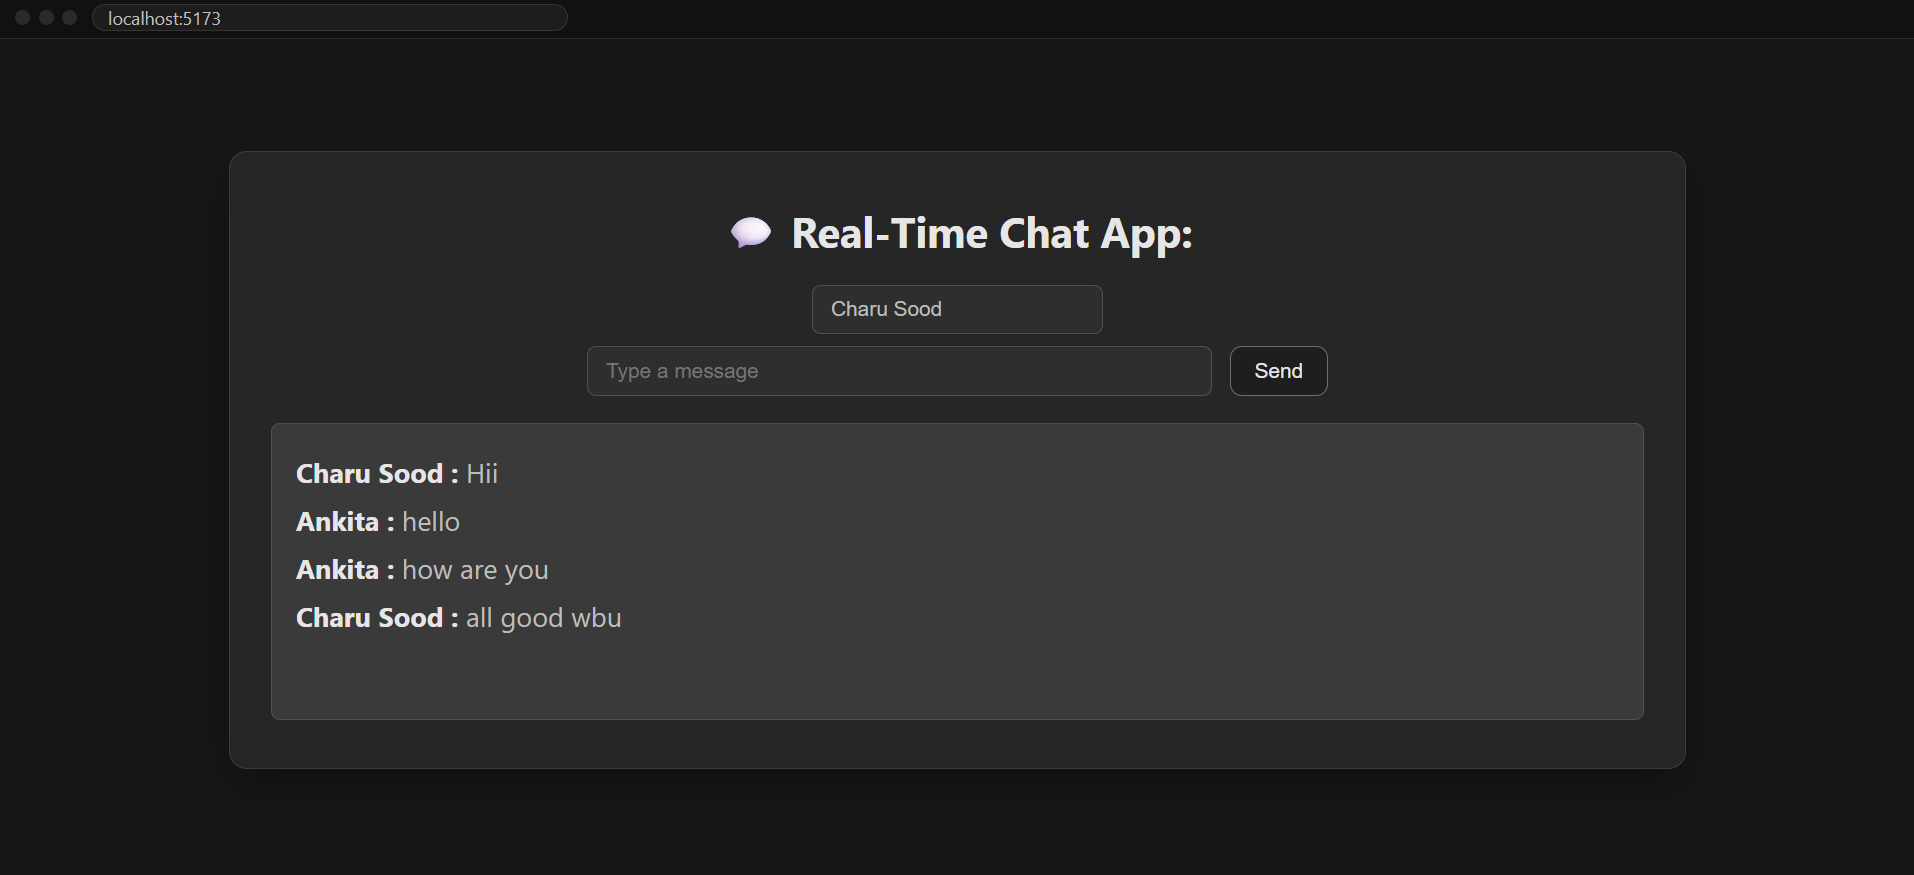 localhost:5173
Real-Time Chat App:
Charu Sood
Type a message
Send
Charu Sood : Hii
Ankita : hello
Ankita : how are you
Charu Sood : all good wbu